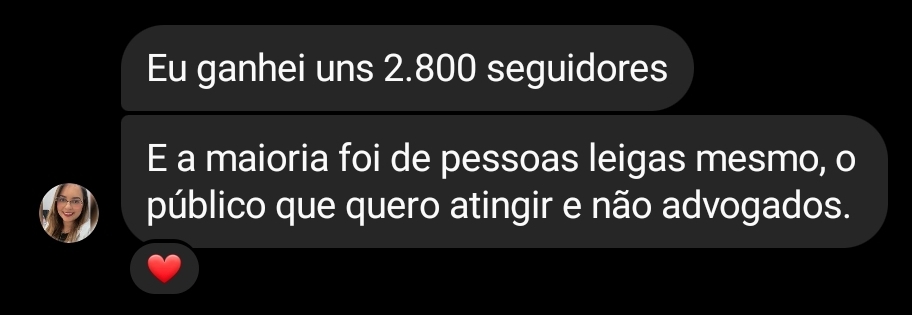 Eu ganhei uns 2.800 seguidores
E a maioria foi de pessoas leigas mesmo, o
público que quero atingir e não advogados.